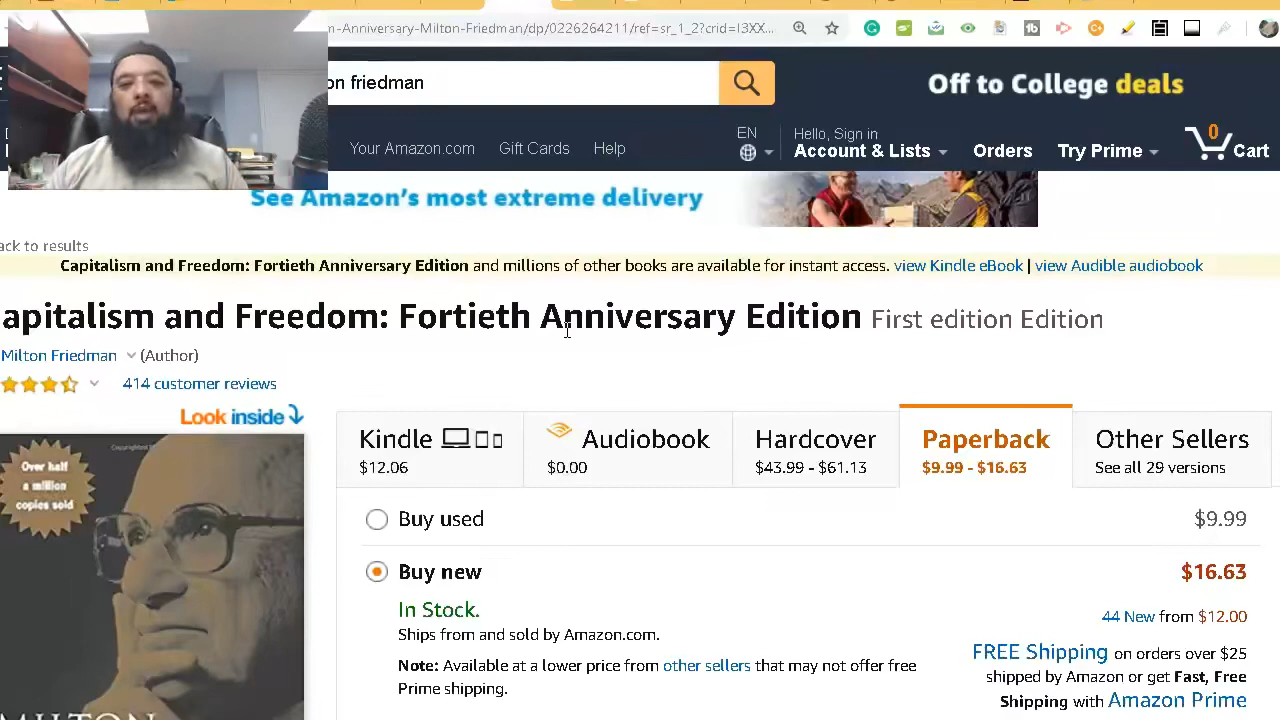 m-Anniversary-Milton-Friedman/dp/0226264211/ref=sr_1_2?crid=I3XX...
on friedman
Off to College deals
EN
Hello, Sign in
0
Your Amazon.com Gift Cards Help
Account & Lists Orders Try Prime Cart
See Amazon's most extreme delivery
ack to results
Capitalism and Freedom: Fortieth Anniversary Edition and millions of other books are available for instant access. view Kindle eBook | view Audible audiobook
apitalism and Freedom: Fortieth Anniversary Edition First edition Edition
Milton Friedman (Author)
414 customer reviews
Look inside
Over half
a million
copies sold
MILTON
Kindle
$12.06
Audiobook
$0.00
Hardcover
$43.99 - $61.13
Paperback
$9.99 - $16.63
Other Sellers
See all 29 versions
Buy used $9.99
Buy new $16.63
In Stock.
Ships from and sold by Amazon.com.
Note: Available at a lower price from other sellers that may not offer free
Prime shipping.
44 New from $12.00
FREE Shipping on orders over $25
shipped by Amazon or get Fast, Free
Shipping with Amazon Prime